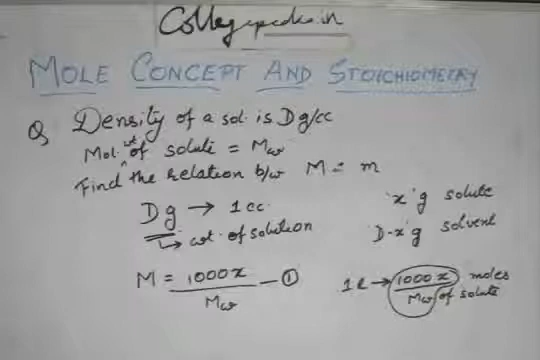 Collegepedia.in
MOLE CONCEPT AND STOICHIOMETRY
Q Density of a sol. is D g/cc
Mol. wt of solute = Mw
Find the relation b/w M = m
Dg → 1cc.
'x' g solute
↳ wt. of solution
D-x' g solvent
M = 1000x / Mw — ①
1l → 1000x / Mw moles of solute